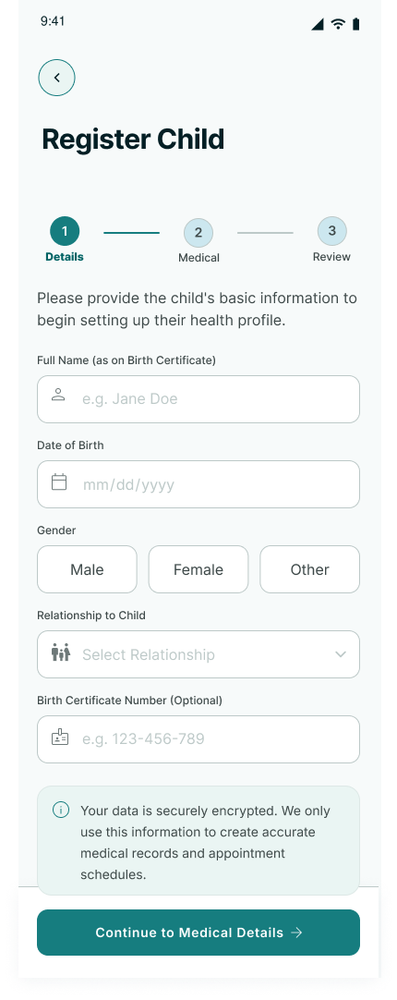 9:41
Register Child
1
2
3
Details
Medical
Review
Please provide the child's basic information to
begin setting up their health profile.
Full Name (as on Birth Certificate)
e.g. Jane Doe
Date of Birth
mm/dd/yyyy
Gender
Male
Female
Other
Relationship to Child
Select Relationship
Birth Certificate Number (Optional)
e.g. 123-456-789
Your data is securely encrypted. We only
use this information to create accurate
medical records and appointment
schedules.
Continue to Medical Details →